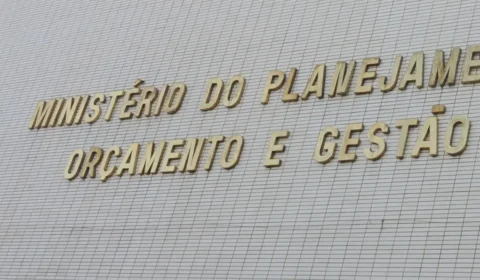 MINISTÉRIO DO PLANEJAME
ORÇAMENTO E GESTÃO